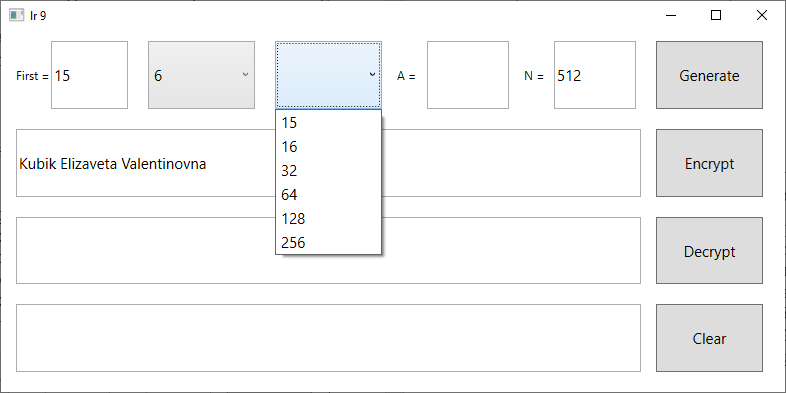 lr 9
First = 15 6 A = N = 512 Generate
15
16
32
64
128
256
Kubik Elizaveta Valentinovna Encrypt
Decrypt
Clear